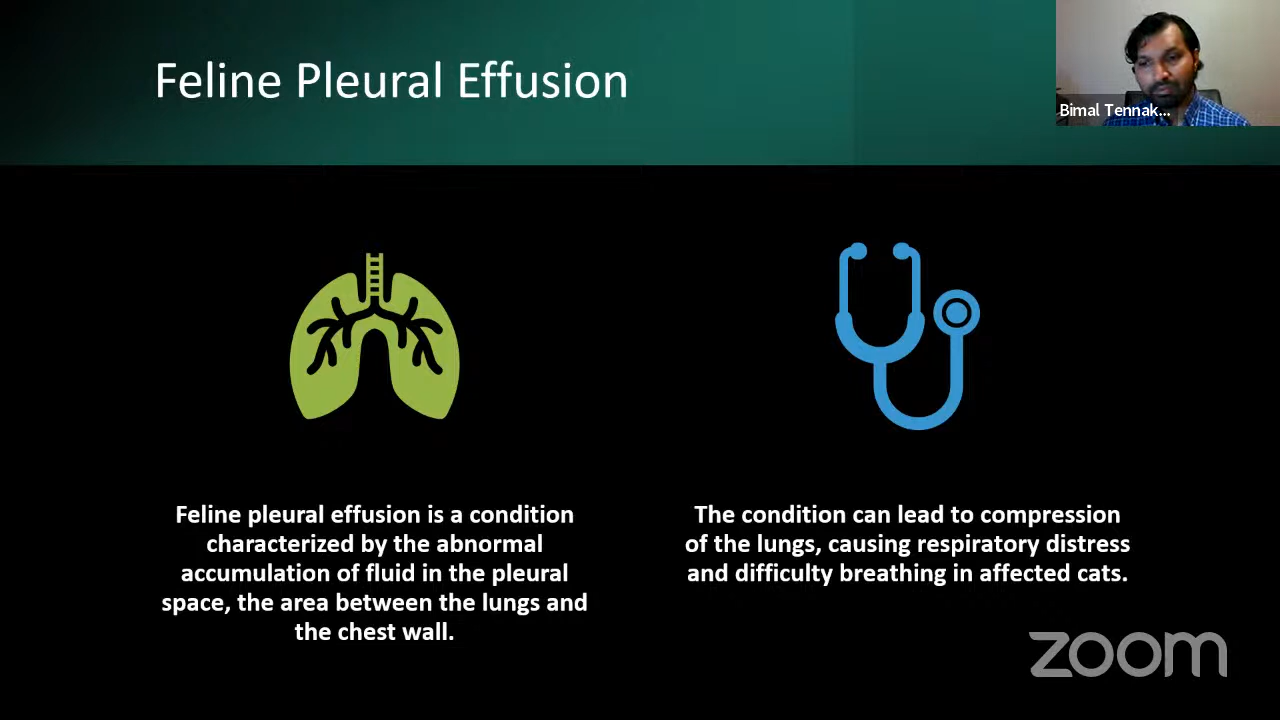 Feline Pleural Effusion
Bimal Tennak...
Feline pleural effusion is a condition
characterized by the abnormal
accumulation of fluid in the pleural
space, the area between the lungs and
the chest wall.
The condition can lead to compression
of the lungs, causing respiratory distress
and difficulty breathing in affected cats.
zoom